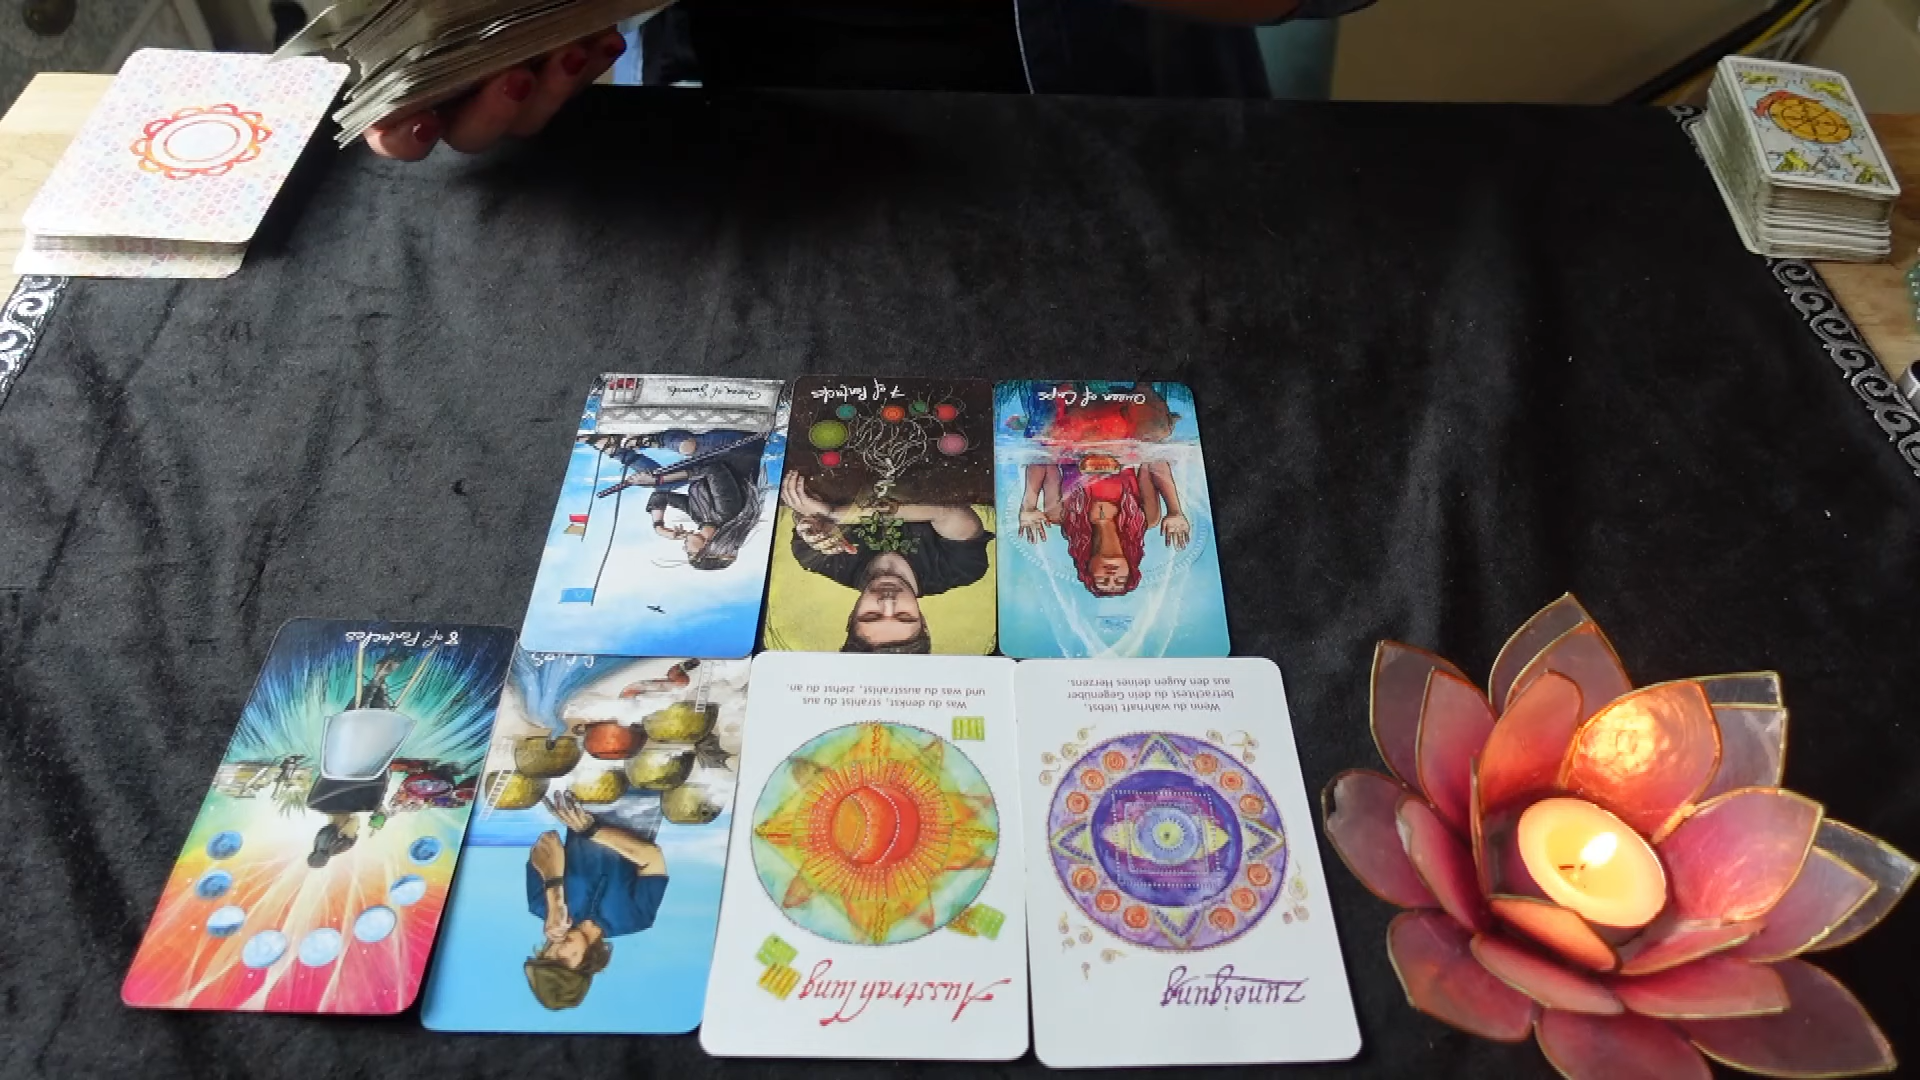 Queen of Swords
7 of Pentacles
Queen of Cups
8 of Pentacles
Was du denkst, strahlst du aus
und was du ausstrahlst, ziehst du an.
Ausstrahlung
Wenn du wahrhaft liebst,
betrachtest du dein Gegenüber
aus den Augen deines Herzens.
Zuneigung